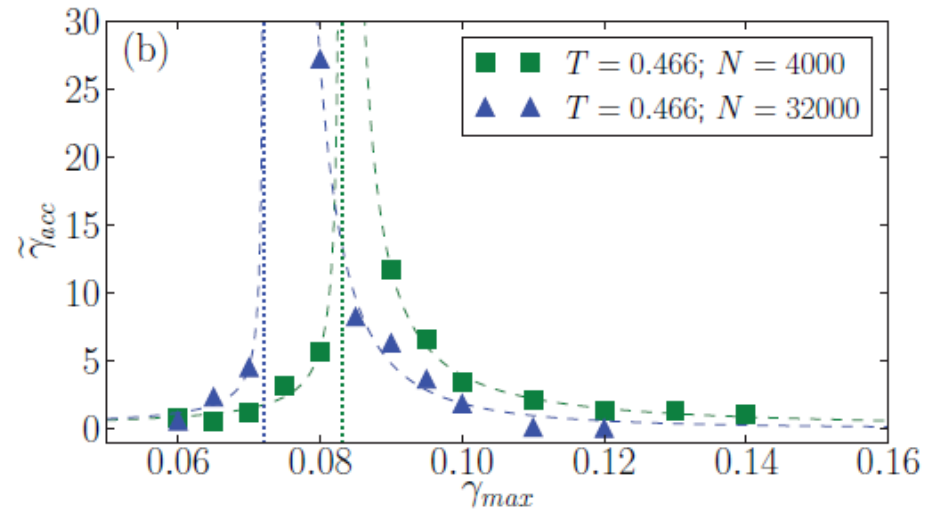 (b)
T = 0.466; N = 4000
T = 0.466; N = 32000
30
25
20
15
10
5
0
γ̃acc
0.06 0.08 0.10 0.12 0.14 0.16
γmax